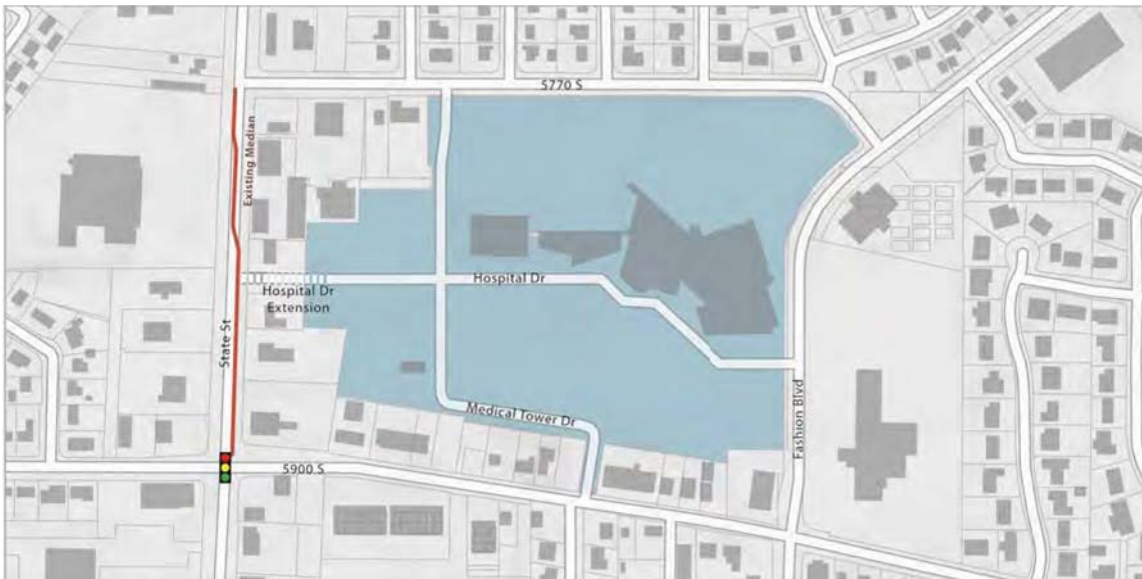 5770 S
Existing Median
Hospital Dr
Hospital Dr
Extension
State St
Fashion Blvd
Medical Tower Dr
5900 S